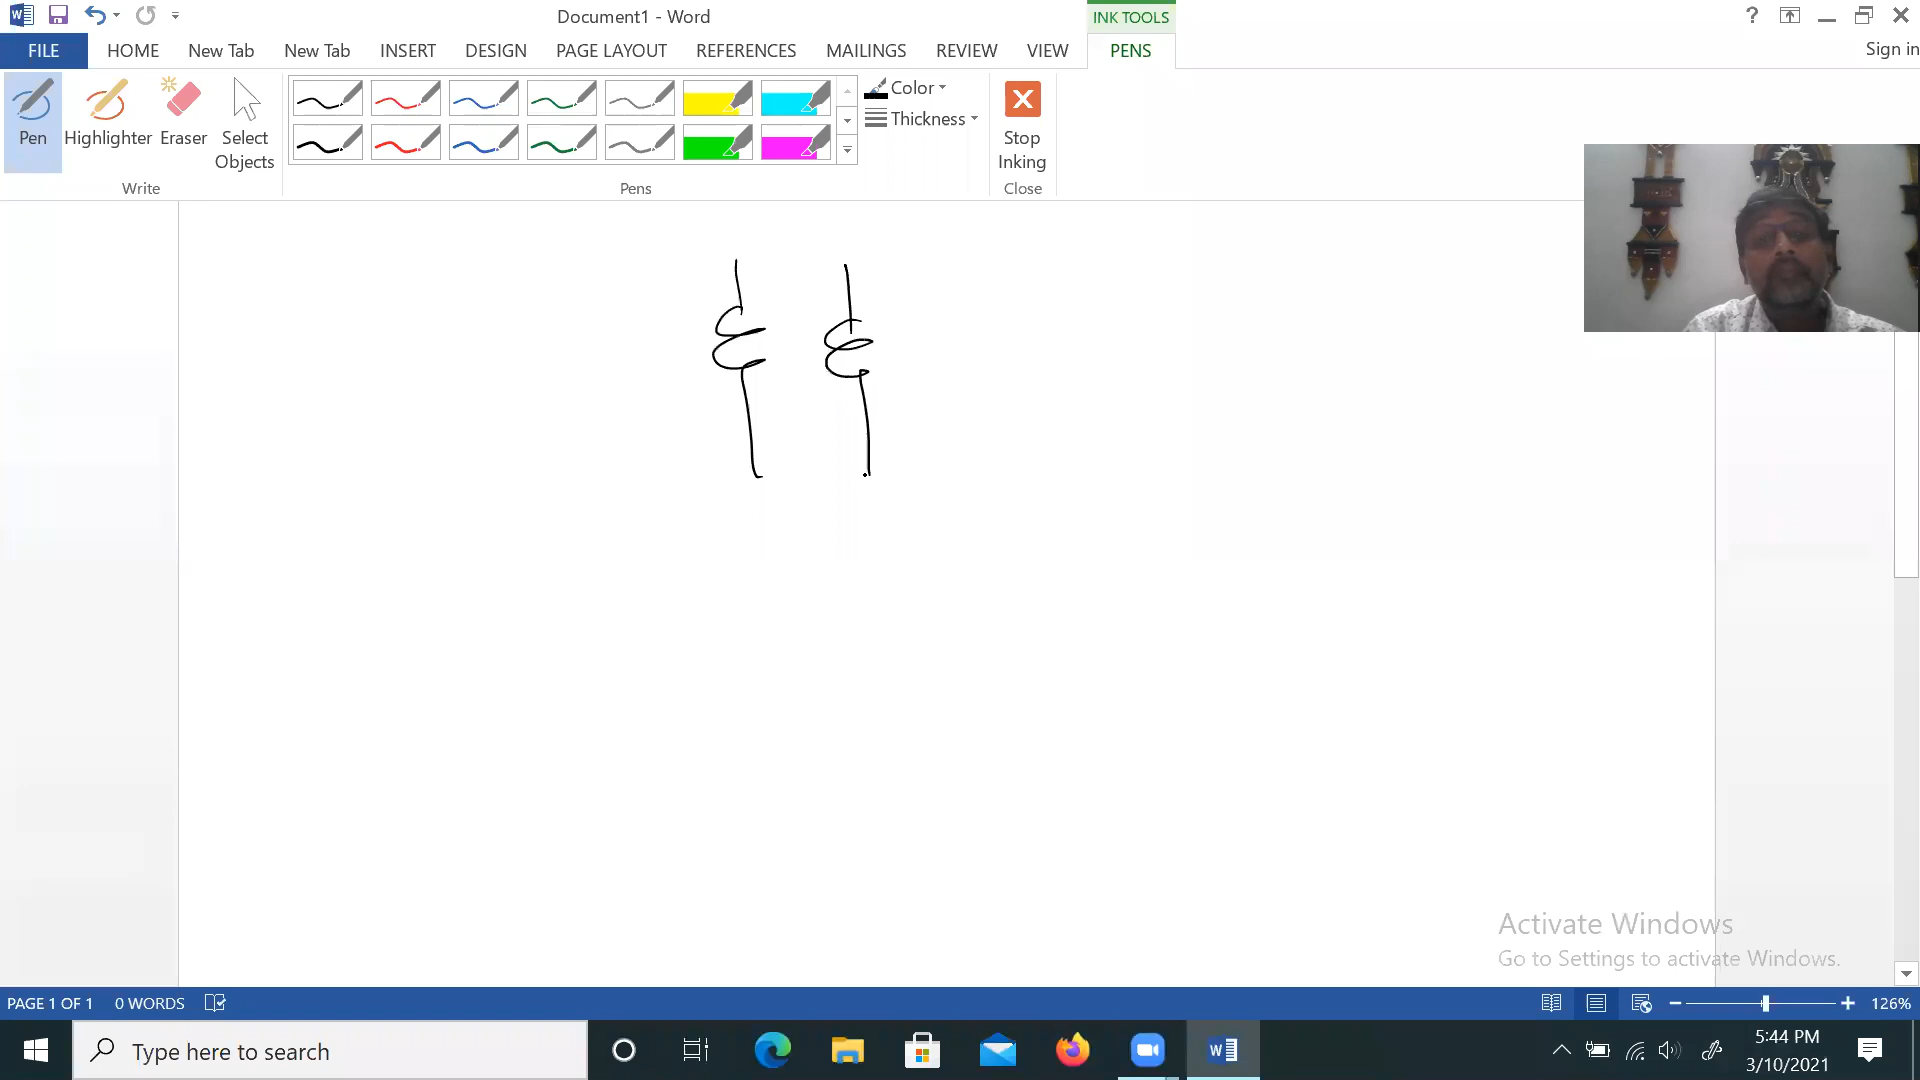 Document1 - Word
INK TOOLS
FILE
HOME
New Tab
New Tab
INSERT
DESIGN
PAGE LAYOUT
REFERENCES
MAILINGS
REVIEW
VIEW
PENS
Sign in
Pen
Highlighter
Eraser
Select
Objects
Color
Thickness
Stop
Inking
Write
Pens
Close
Activate Windows
Go to Settings to activate Windows.
PAGE 1 OF 1
0 WORDS
126%
Type here to search
5:44 PM
3/10/2021